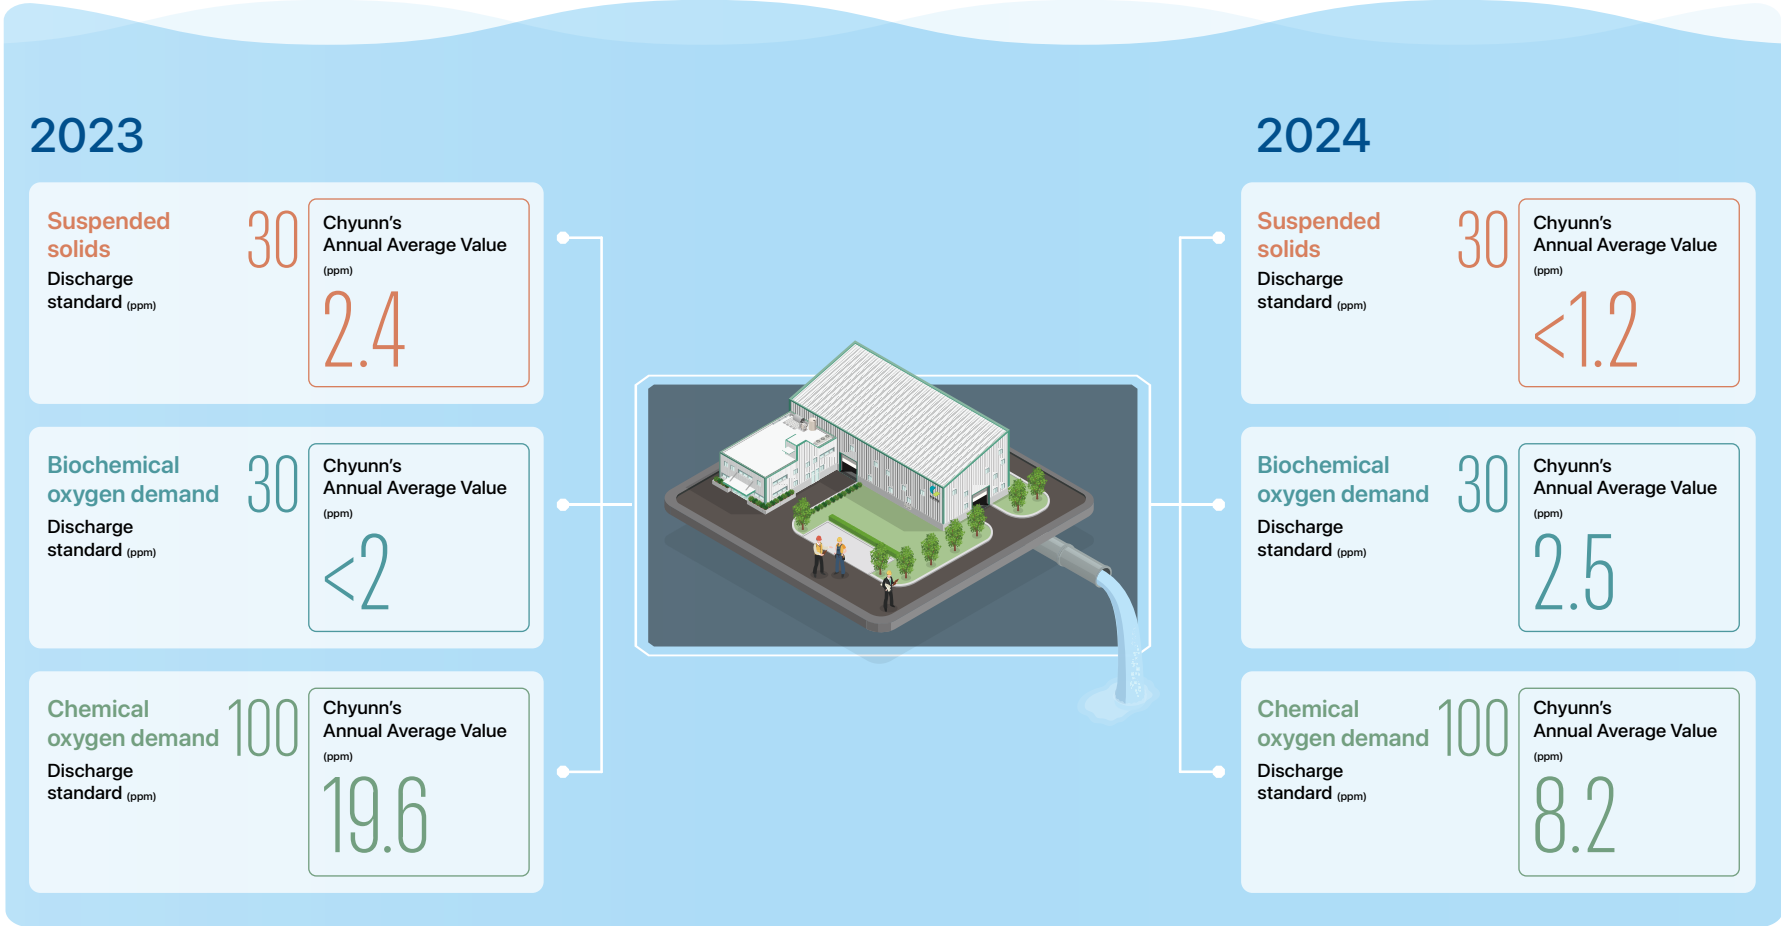 2023
Suspended
solids
30
Discharge
standard (ppm)
Chyunn’s
Annual Average Value
(ppm)
2.4
Biochemical
oxygen demand
30
Discharge
standard (ppm)
Chyunn’s
Annual Average Value
(ppm)
<2
Chemical
oxygen demand
100
Discharge
standard (ppm)
Chyunn’s
Annual Average Value
(ppm)
19.6
2024
Suspended
solids
30
Discharge
standard (ppm)
Chyunn’s
Annual Average Value
(ppm)
<1.2
Biochemical
oxygen demand
30
Discharge
standard (ppm)
Chyunn’s
Annual Average Value
(ppm)
2.5
Chemical
oxygen demand
100
Discharge
standard (ppm)
Chyunn’s
Annual Average Value
(ppm)
8.2